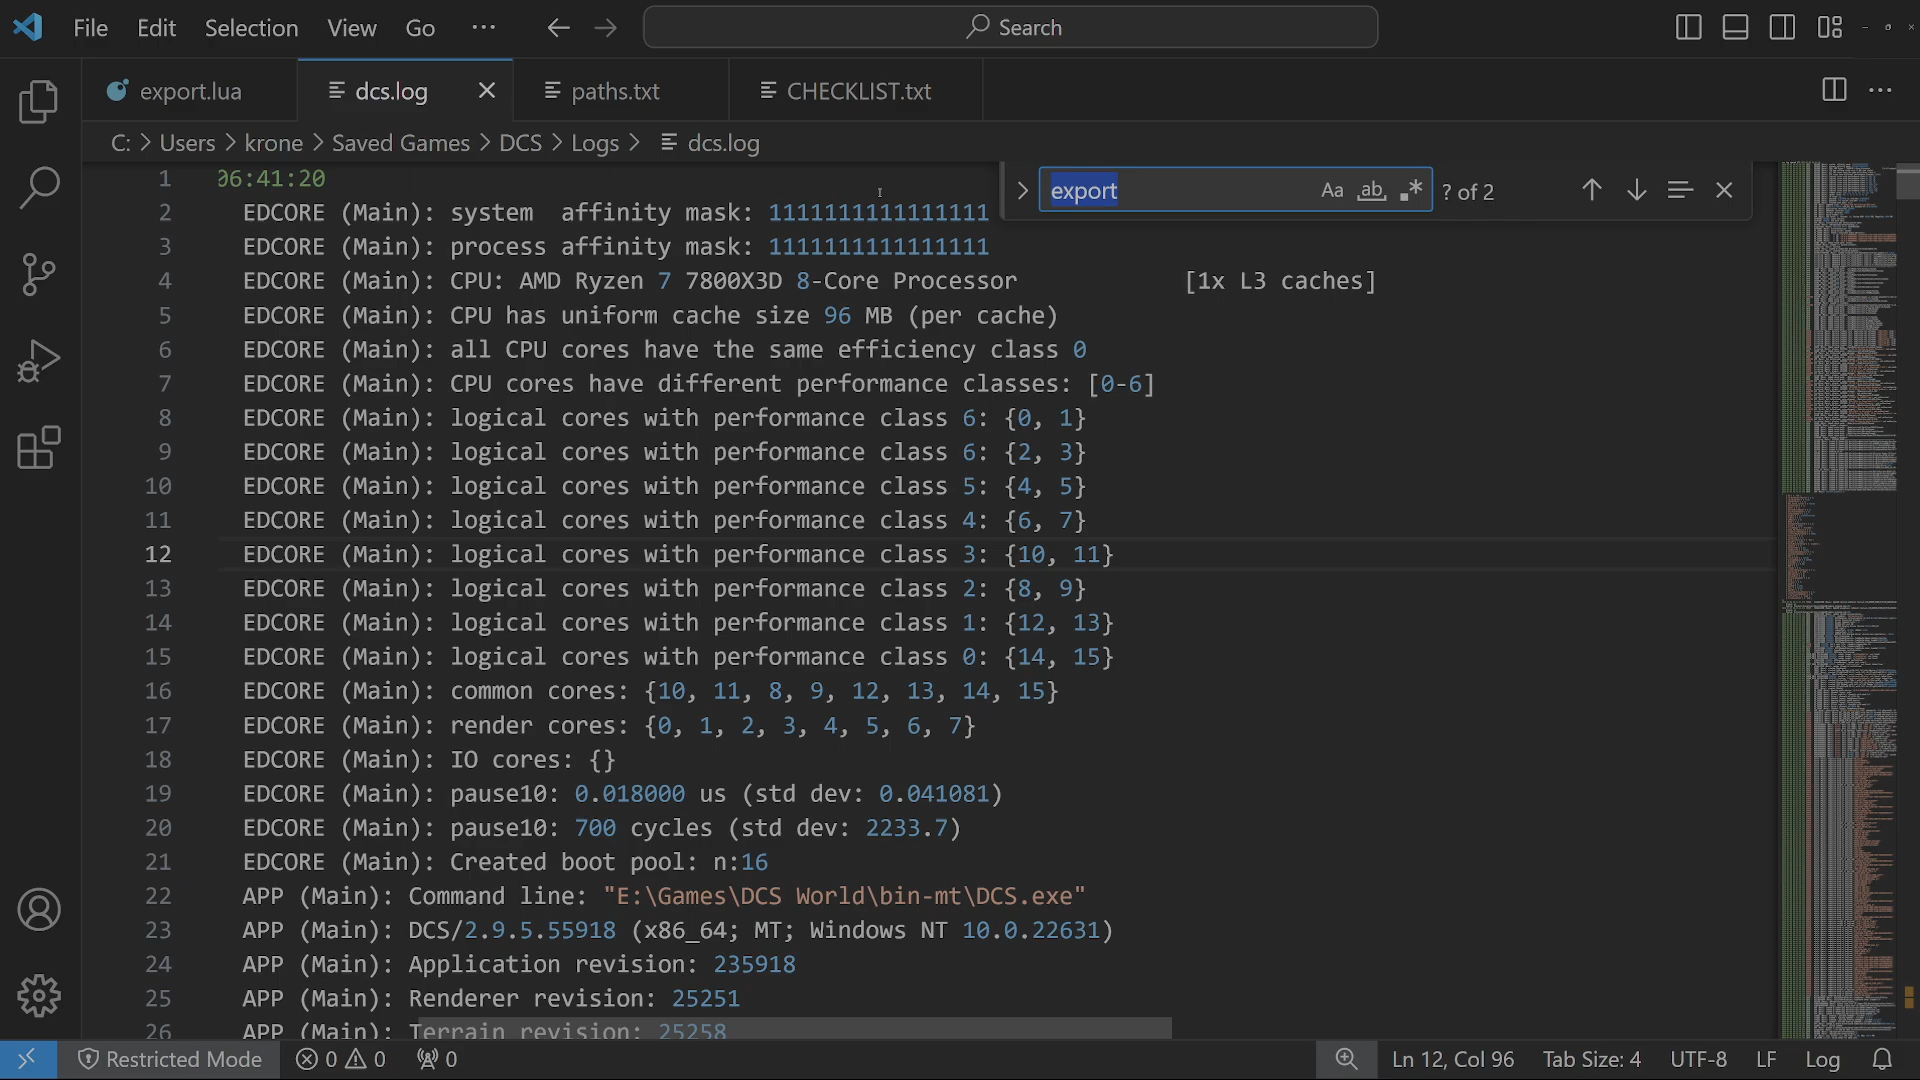 File Edit Selection View Go ··· Search
export.lua dcs.log paths.txt CHECKLIST.txt
C: > Users > krone > Saved Games > DCS > Logs > dcs.log
export Aa ab .* ? of 2
1 06:41:20
2 EDCORE (Main): system affinity mask: 1111111111111111
3 EDCORE (Main): process affinity mask: 1111111111111111
4 EDCORE (Main): CPU: AMD Ryzen 7 7800X3D 8-Core Processor [1x L3 caches]
5 EDCORE (Main): CPU has uniform cache size 96 MB (per cache)
6 EDCORE (Main): all CPU cores have the same efficiency class 0
7 EDCORE (Main): CPU cores have different performance classes: [0-6]
8 EDCORE (Main): logical cores with performance class 6: {0, 1}
9 EDCORE (Main): logical cores with performance class 6: {2, 3}
10 EDCORE (Main): logical cores with performance class 5: {4, 5}
11 EDCORE (Main): logical cores with performance class 4: {6, 7}
12 EDCORE (Main): logical cores with performance class 3: {10, 11}
13 EDCORE (Main): logical cores with performance class 2: {8, 9}
14 EDCORE (Main): logical cores with performance class 1: {12, 13}
15 EDCORE (Main): logical cores with performance class 0: {14, 15}
16 EDCORE (Main): common cores: {10, 11, 8, 9, 12, 13, 14, 15}
17 EDCORE (Main): render cores: {0, 1, 2, 3, 4, 5, 6, 7}
18 EDCORE (Main): IO cores: {}
19 EDCORE (Main): pause10: 0.018000 us (std dev: 0.041081)
20 EDCORE (Main): pause10: 700 cycles (std dev: 2233.7)
21 EDCORE (Main): Created boot pool: n:16
22 APP (Main): Command line: "E:\Games\DCS World\bin-mt\DCS.exe"
23 APP (Main): DCS/2.9.5.55918 (x86_64; MT; Windows NT 10.0.22631)
24 APP (Main): Application revision: 235918
25 APP (Main): Renderer revision: 25251
26 APP (Main): Terrain revision: 25258
Restricted Mode 0 0 0 Ln 12, Col 96 Tab Size: 4 UTF-8 LF Log